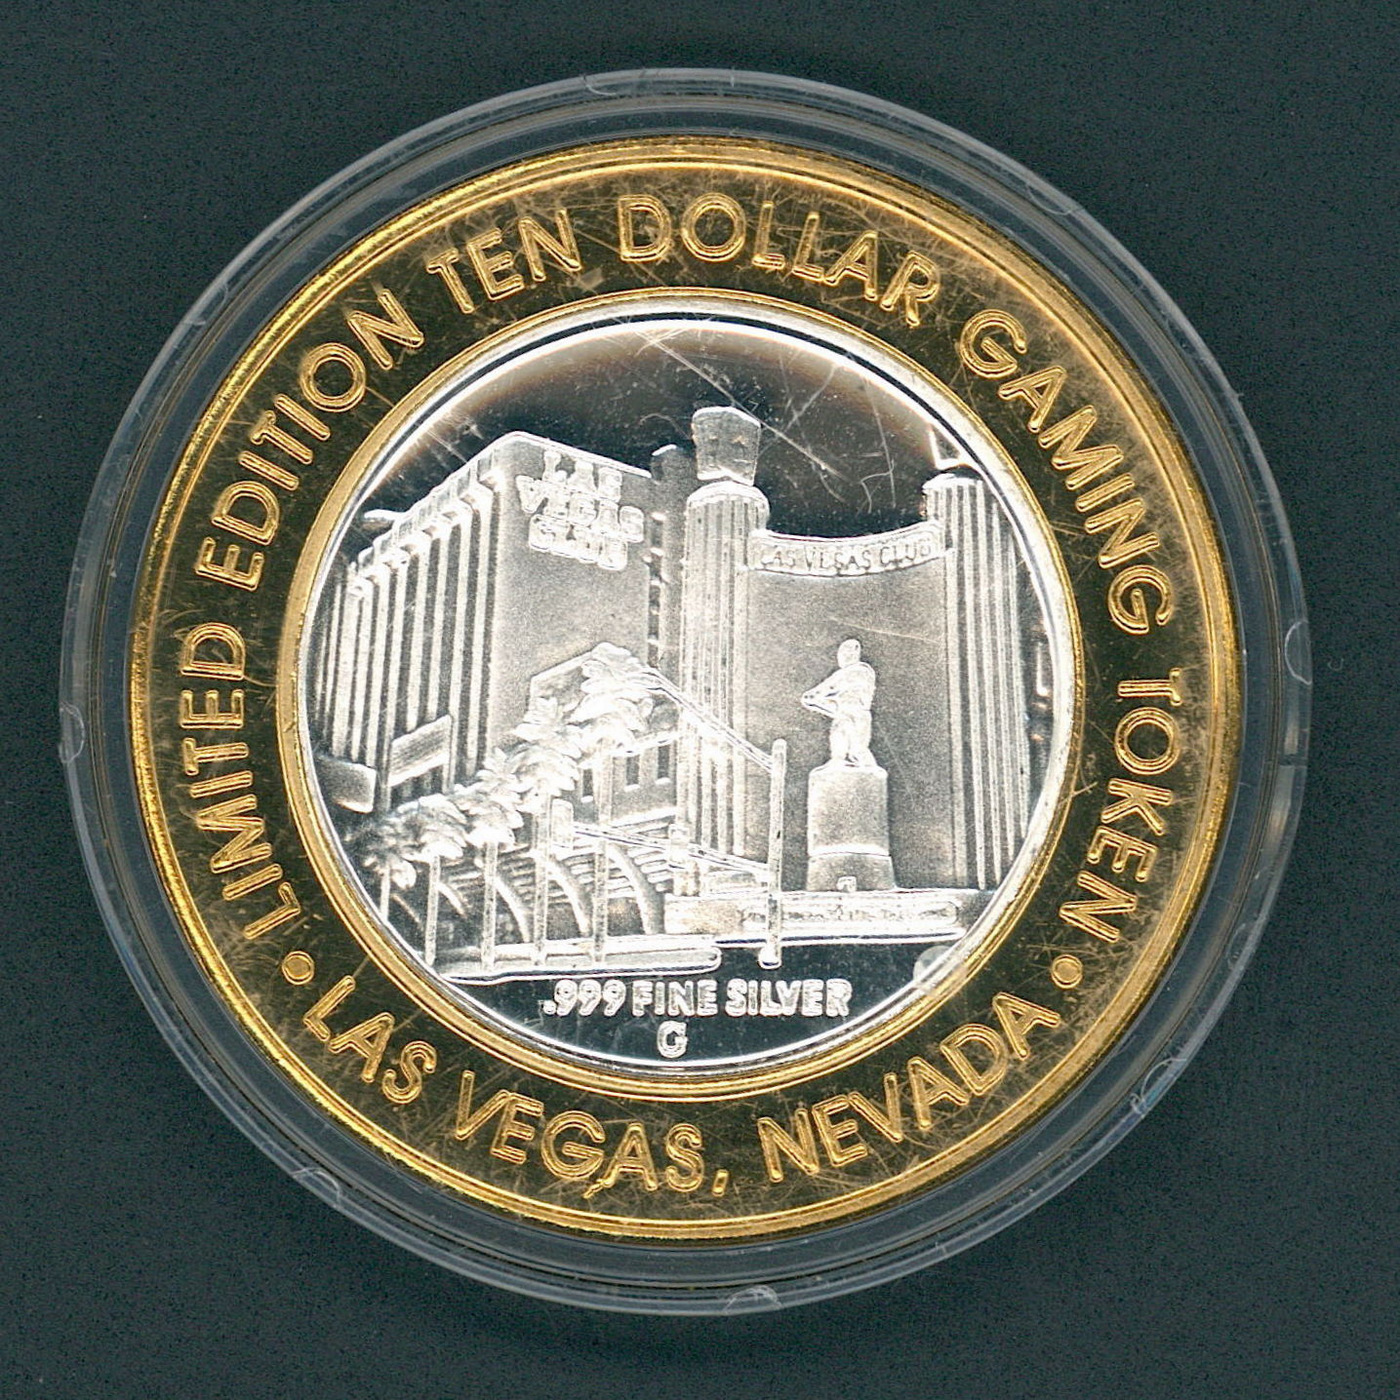 • LIMITED EDITION TEN DOLLAR GAMING TOKEN •
LAS
VEGAS
CLUB
LAS VEGAS CLUB
.999 FINE SILVER
G
LAS VEGAS, NEVADA